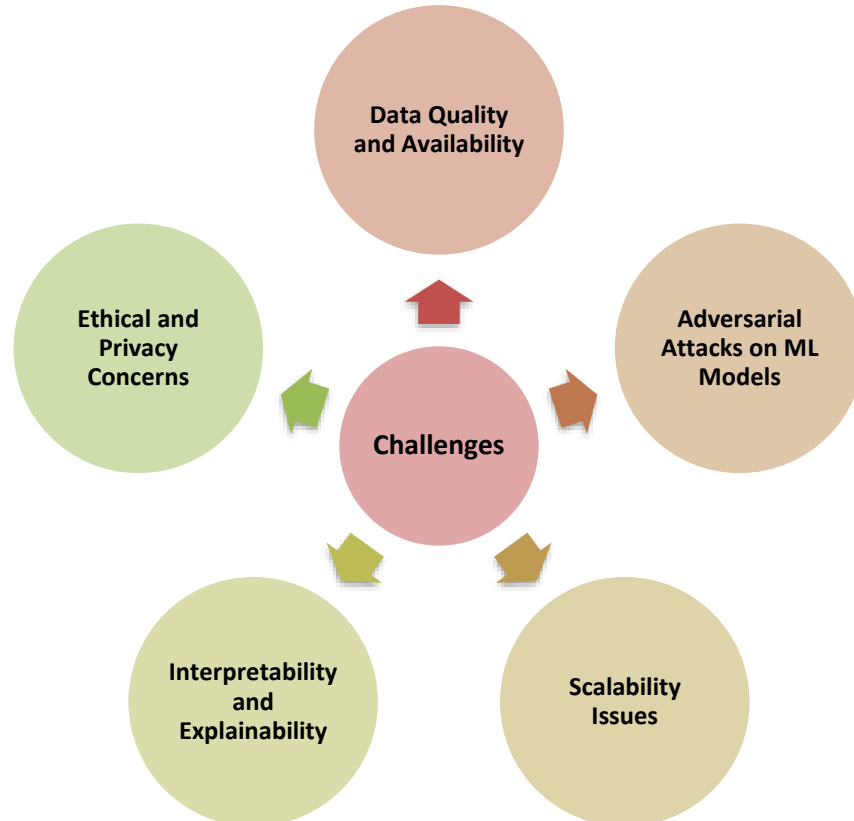 Data Quality
and Availability
Ethical and
Privacy
Concerns
Adversarial
Attacks on ML
Models
Challenges
Interpretability
and
Explainability
Scalability
Issues